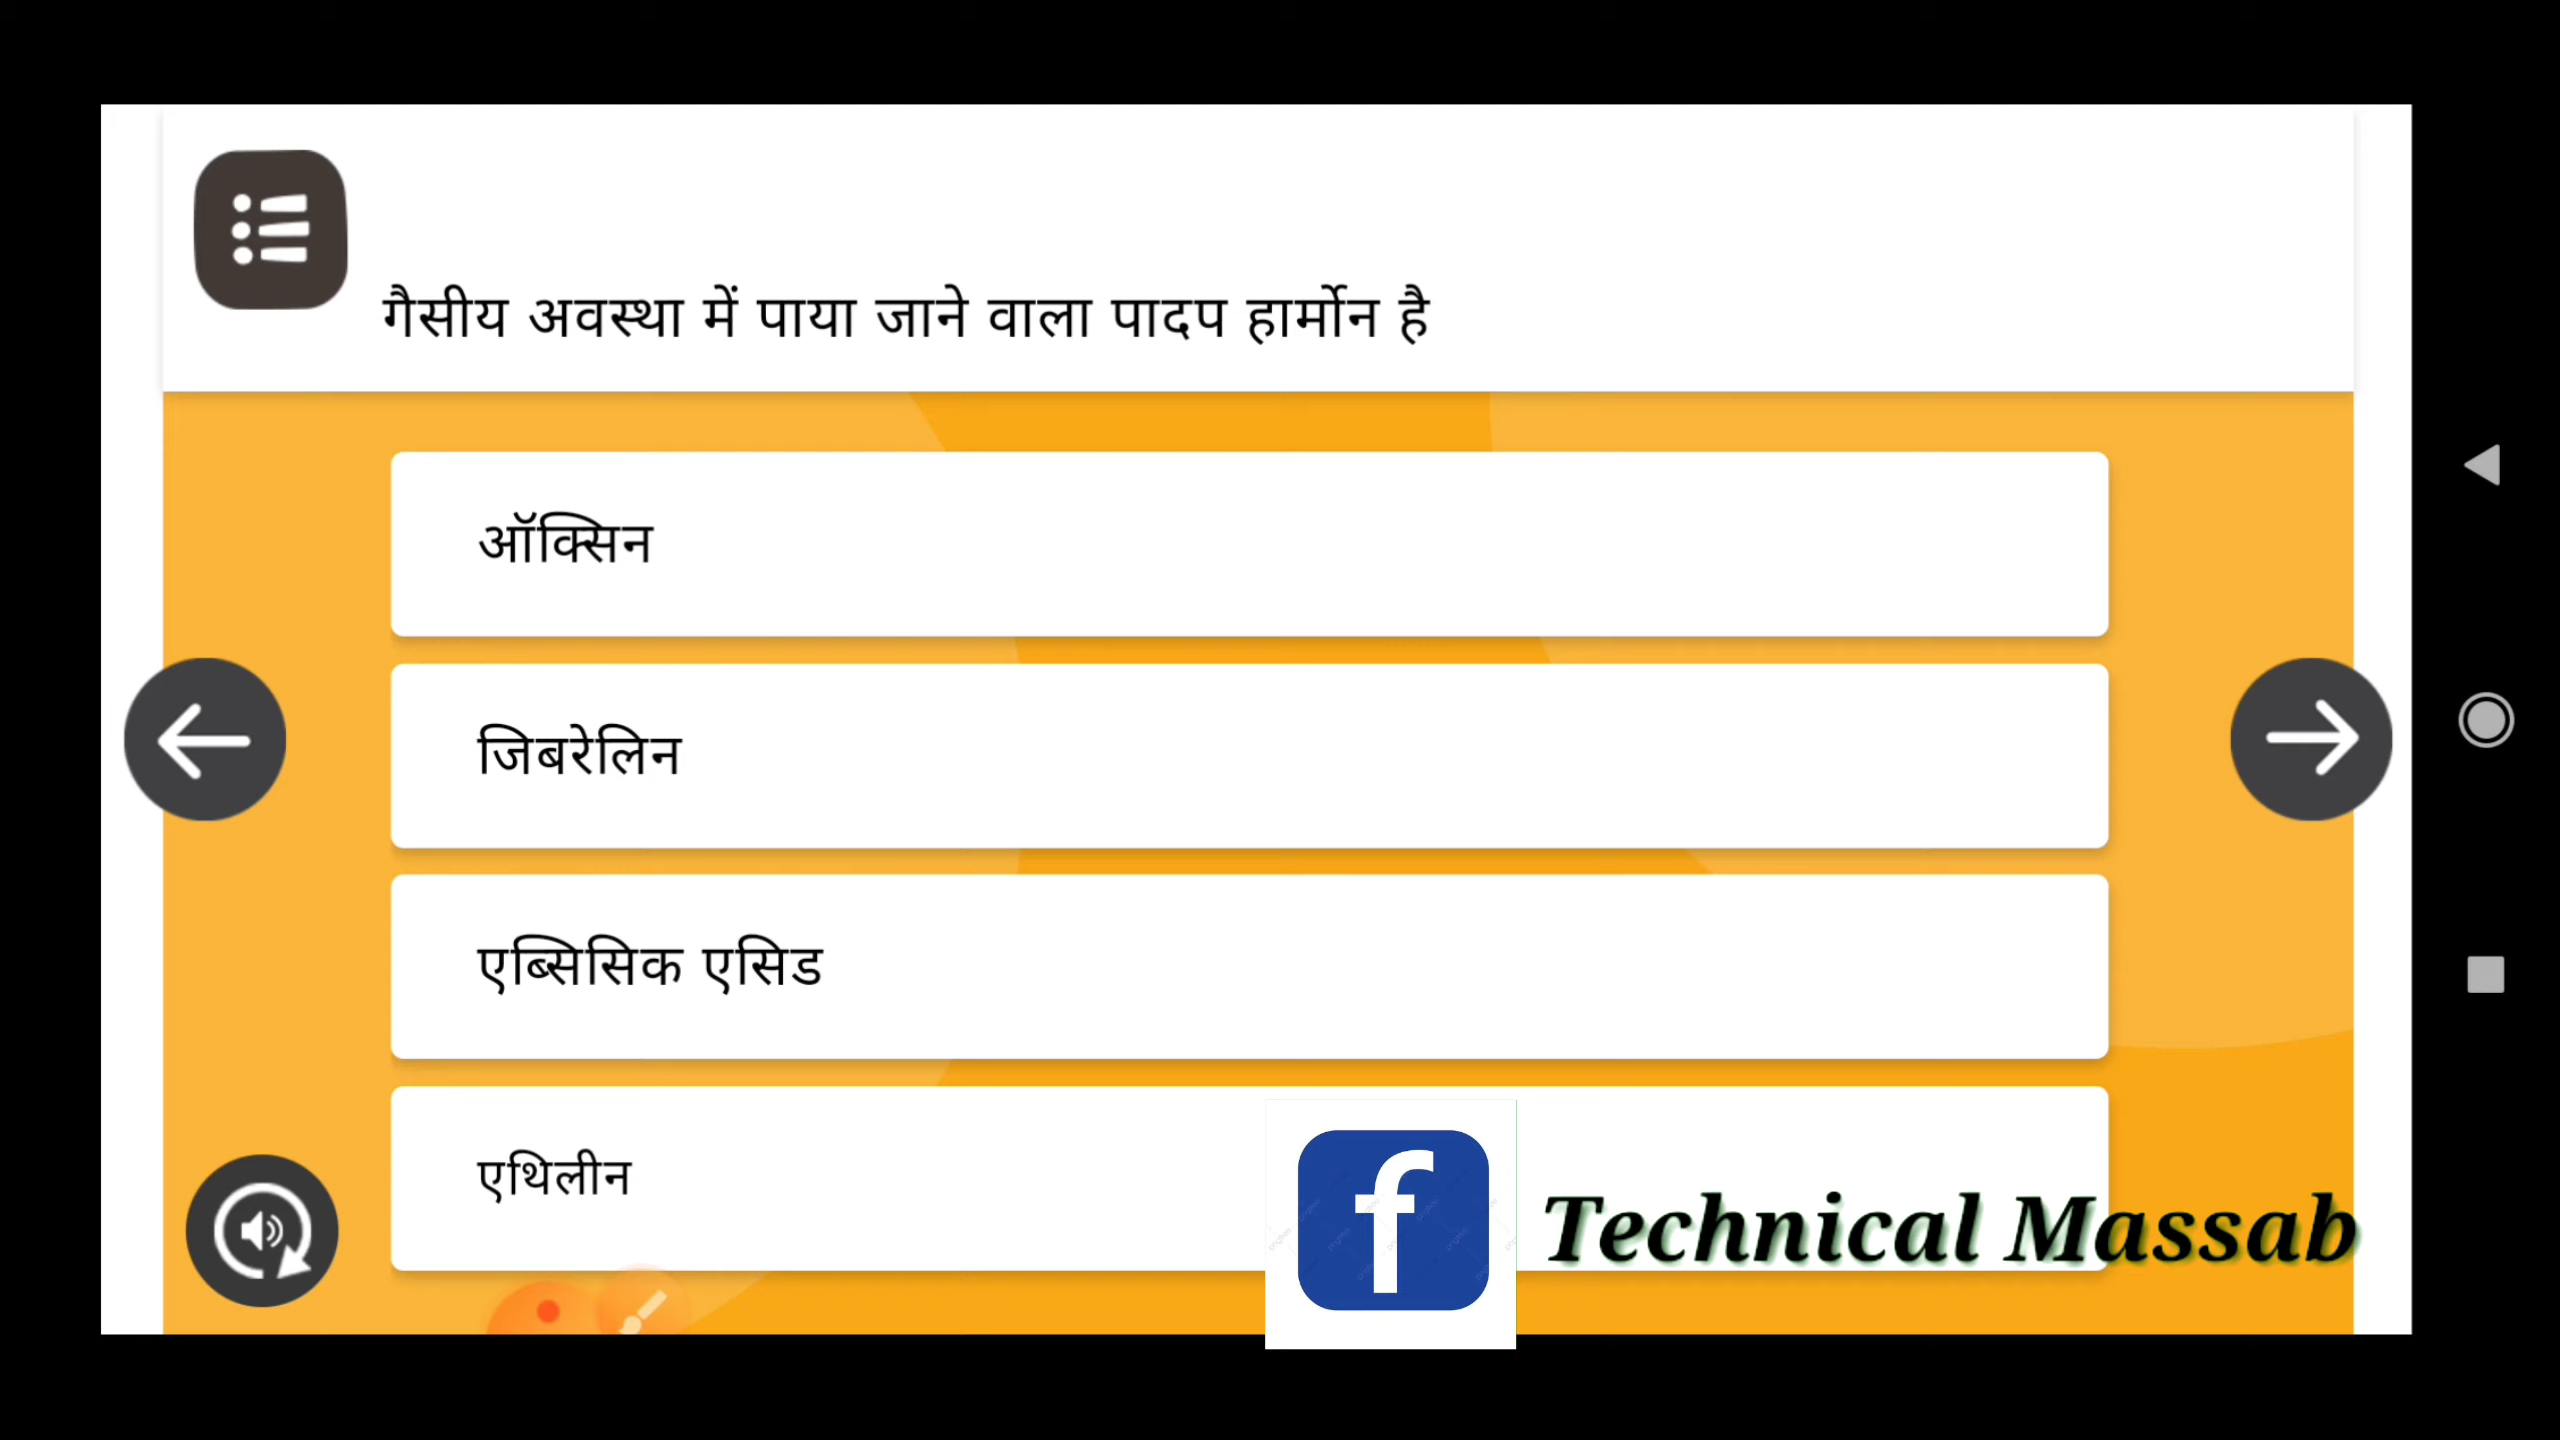 गैसीय अवस्था में पाया जाने वाला पादप हार्मोन है
ऑक्सिन
जिबरेलिन
एब्सिसिक एसिड
एथिलीन
f
Technical Massab